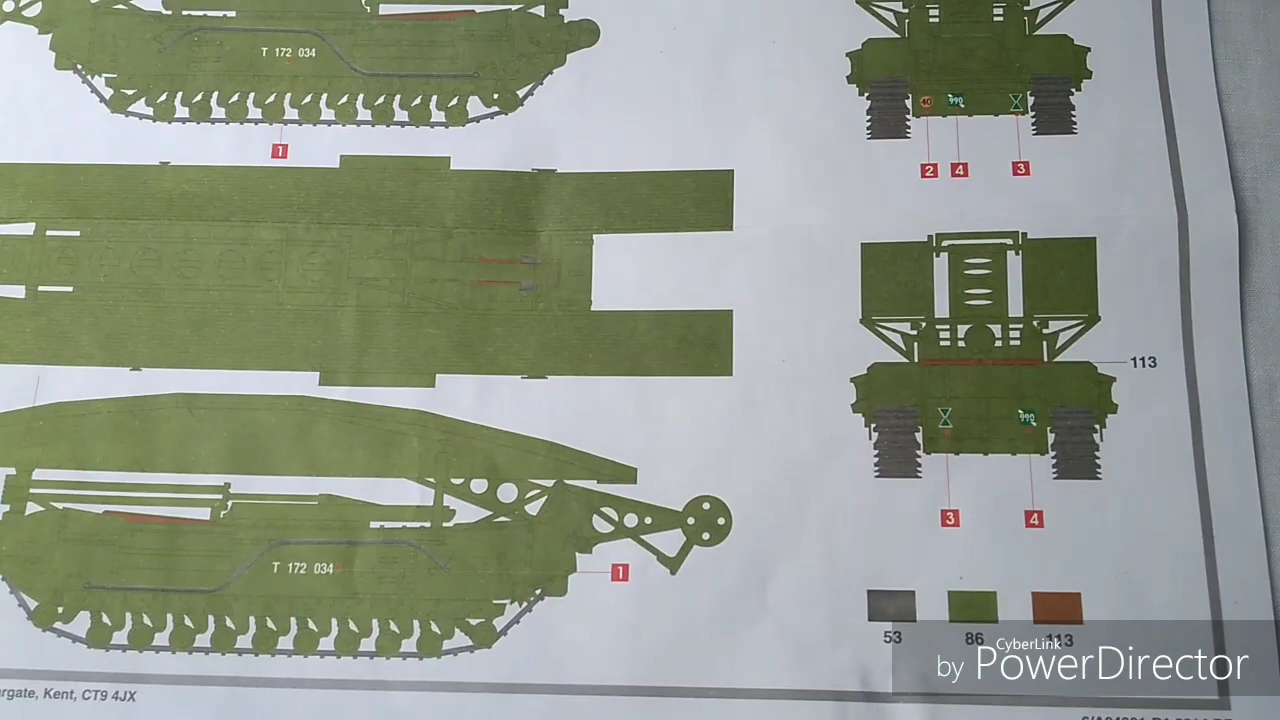 T 172 034
1
40
990
2 4 3
113
990
T 172 034
1
3 4
53 86 113
CyberLink
by PowerDirector
rgate, Kent, CT9 4JX